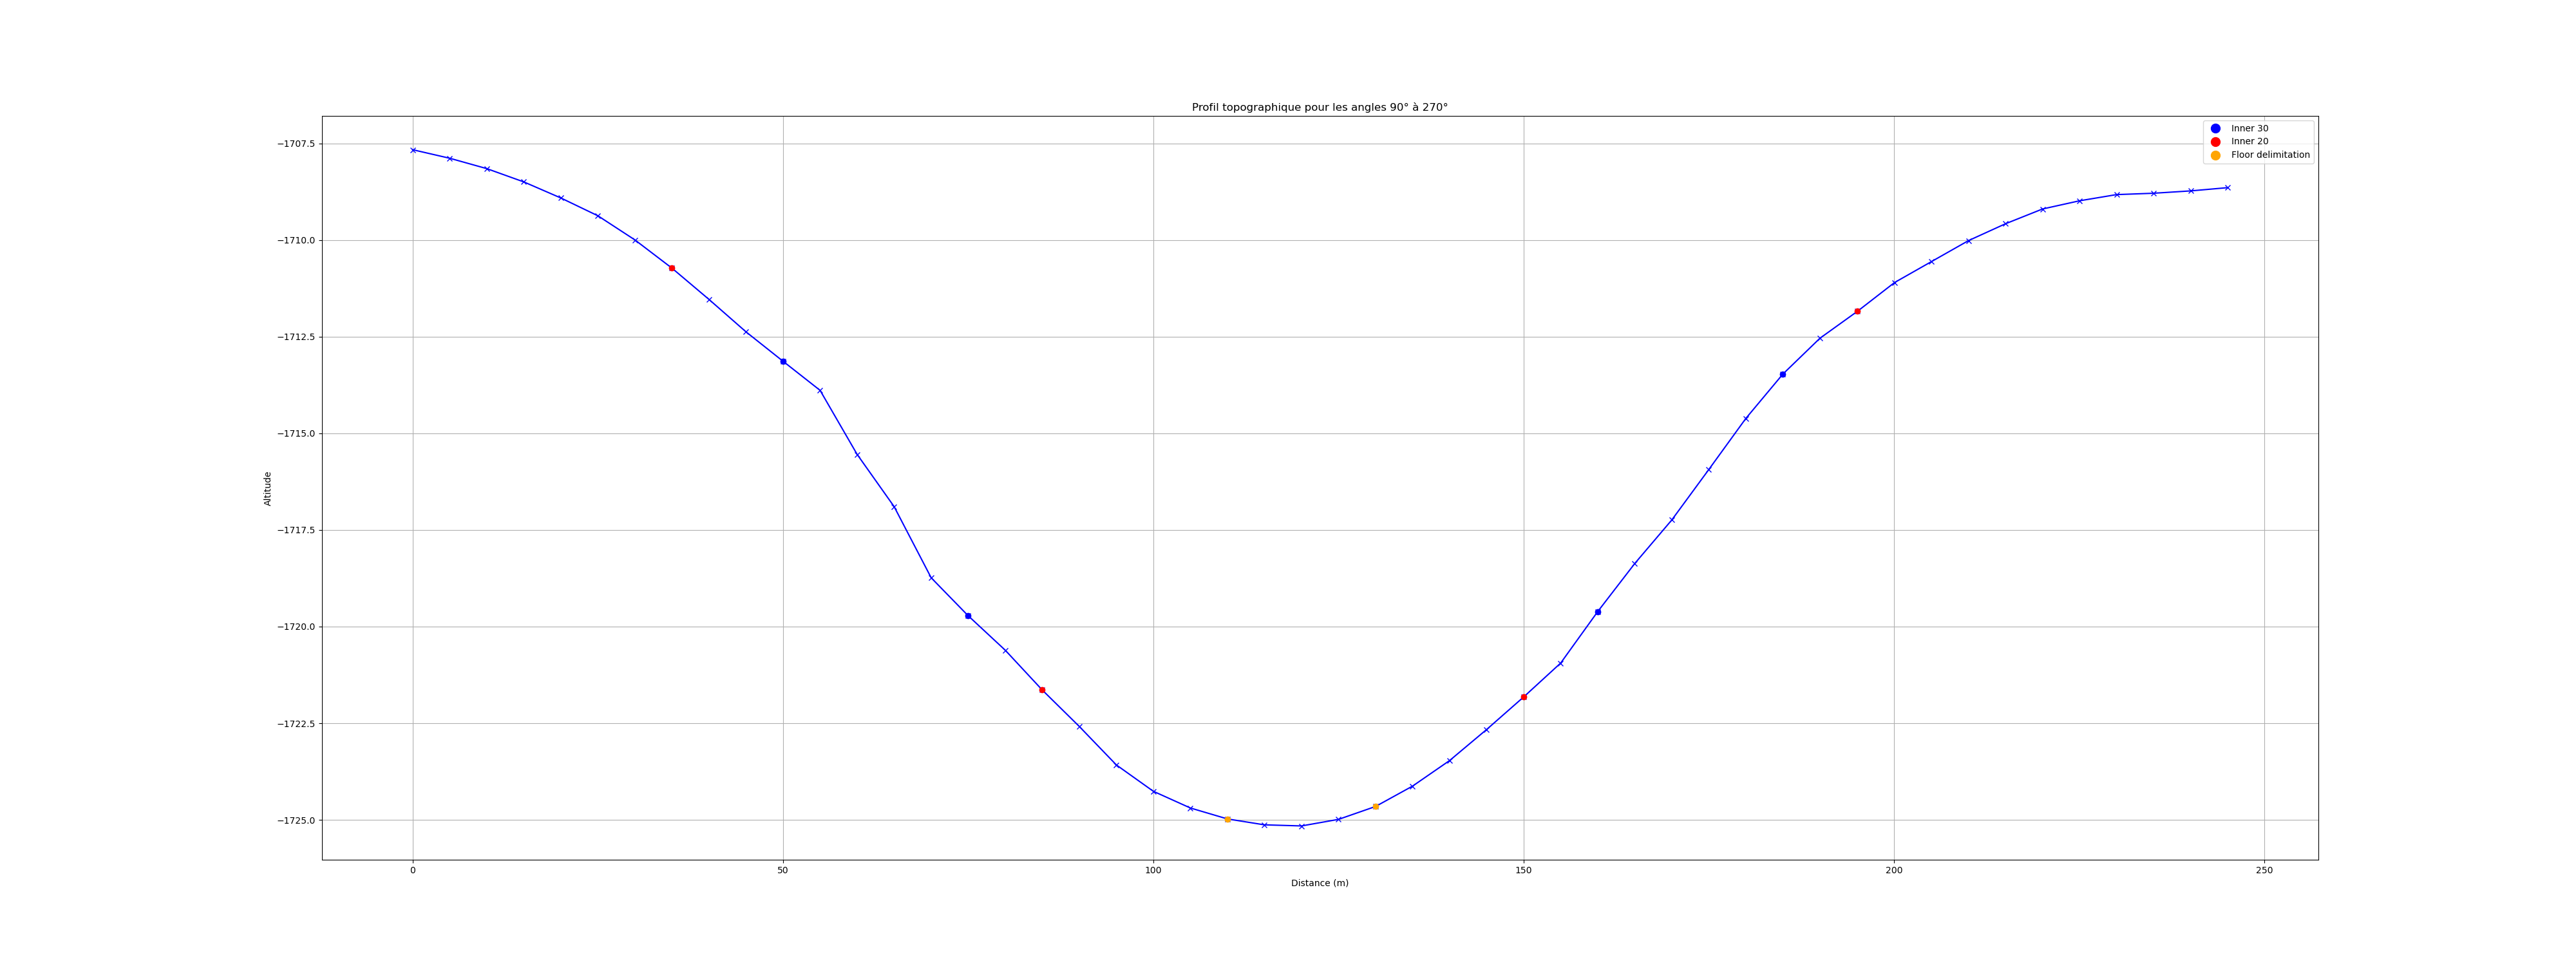 Profil topographique pour les angles 90° à 270°
Inner 30
Inner 20
Floor delimitation
−1707.5
−1710.0
−1712.5
−1715.0
−1717.5
−1720.0
−1722.5
−1725.0
Altitude
0 50 100 150 200 250
Distance (m)